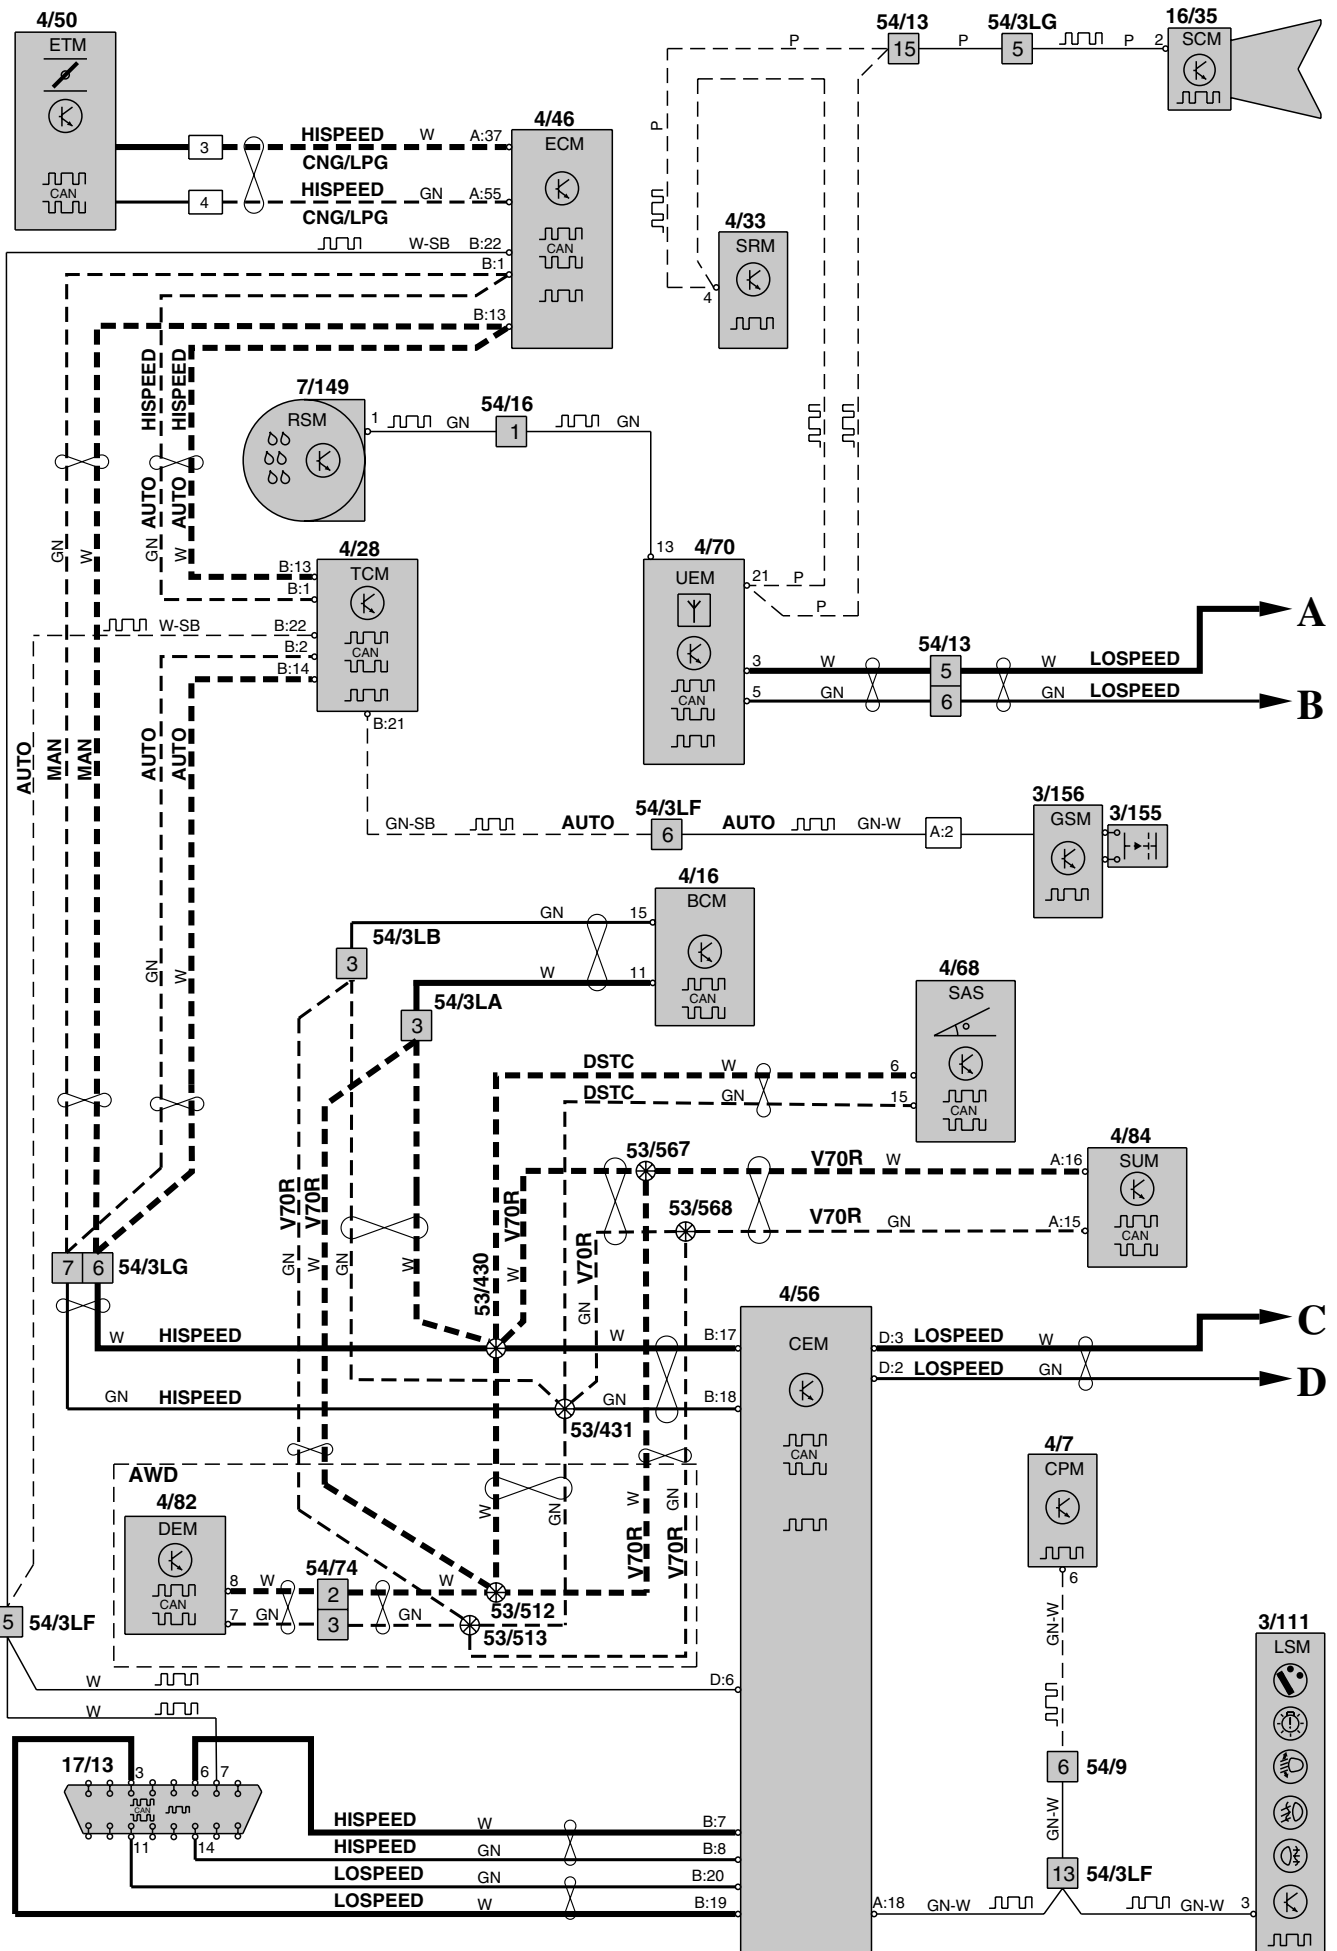 4/50
ETM
CAN
54/13
15
54/3LG
5
16/35
SCM
2
P
P
P
P
3
HISPEED
W
A:37
CNG/LPG
4
HISPEED
GN
A:55
CNG/LPG
4/46
ECM
CAN
W-SB
B:22
B:1
B:13
4/33
SRM
4
HISPEED
HISPEED
AUTO
AUTO
GN
W
GN
W
7/149
RSM
1
GN
54/16
1
GN
13
4/28
TCM
CAN
B:13
B:1
W-SB
B:22
B:2
B:14
B:21
4/70
UEM
CAN
21
P
P
3
W
54/13
5
W
LOSPEED
A
5
GN
6
GN
LOSPEED
B
AUTO
MAN
MAN
AUTO
AUTO
GN
W
GN-SB
AUTO
54/3LF
6
AUTO
GN-W
A:2
3/156
GSM
3/155
4/16
BCM
CAN
GN
15
W
11
54/3LB
3
54/3LA
3
4/68
SAS
CAN
DSTC
W
6
DSTC
GN
15
4/84
SUM
CAN
53/567
V70R
W
A:16
53/568
V70R
GN
A:15
V70R
V70R
GN
W
GN
W
53/430
V70R
W
V70R
GN
7
6
54/3LG
W
HISPEED
W
B:17
GN
HISPEED
GN
B:18
53/431
4/56
CEM
CAN
D:3
LOSPEED
W
C
D:2
LOSPEED
GN
D
AWD
4/82
DEM
CAN
8
W
54/74
2
W
7
GN
3
GN
53/512
53/513
W
GN
W
GN
V70R
V70R
4/7
CPM
6
GN-W
6
54/9
GN-W
13
54/3LF
5
54/3LF
W
D:6
W
17/13
3
6
7
CAN
11
14
HISPEED
W
B:7
HISPEED
GN
B:8
LOSPEED
GN
B:20
LOSPEED
W
B:19
A:18
GN-W
GN-W
3
3/111
LSM